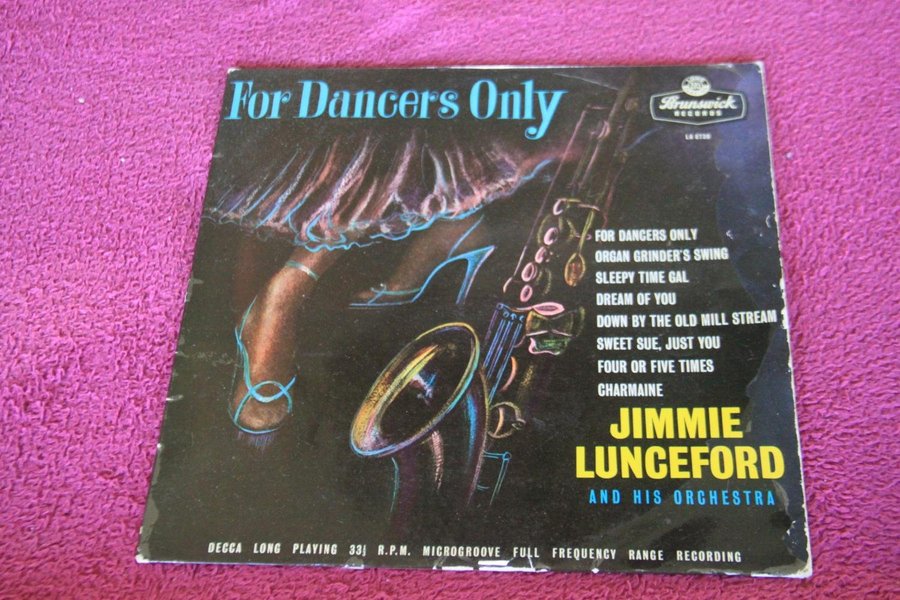 For Dancers Only
Brunswick
RECORDS
FOR DANCERS ONLY
ORGAN GRINDER'S SWING
SLEEPY TIME GAL
DREAM OF YOU
DOWN BY THE OLD MILL STREAM
SWEET SUE, JUST YOU
FOUR OR FIVE TIMES
CHARMAINE
JIMMIE
LUNCEFORD
AND HIS ORCHESTRA
DECCA LONG PLAYING 33⅓ R.P.M. MICROGROOVE FULL FREQUENCY RANGE RECORDING